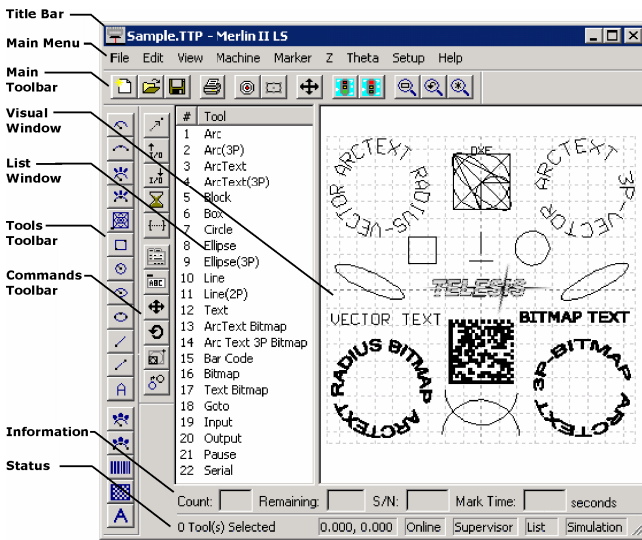 Title Bar
Sample.TTP - Merlin II LS
Main Menu
File Edit View Machine Marker Z Theta Setup Help
Main
Toolbar
Visual
Window
List
Window
Tools
Toolbar
Commands
Toolbar
Information
Status
I/O
I/O
ABC
A
A
# Tool
1 Arc
2 Arc(3P)
3 ArcText
4 ArcText(3P)
5 Block
6 Box
7 Circle
8 Ellipse
9 Ellipse(3P)
10 Line
11 Line(2P)
12 Text
13 ArcText Bitmap
14 Arc Text 3P Bitmap
15 Bar Code
16 Bitmap
17 Text Bitmap
18 Goto
19 Input
20 Output
21 Pause
22 Serial
ARCTEXT RADIUS-VECTOR
DXF
ARCTEXT 3P-VECTOR
TELESIS
VECTOR TEXT
BITMAP TEXT
ARCTEXT RADIUS BITMAP
ARCTEXT 3P-BITMAP
Count: Remaining: S/N: Mark Time: seconds
0 Tool(s) Selected 0.000, 0.000 Online Supervisor List Simulation